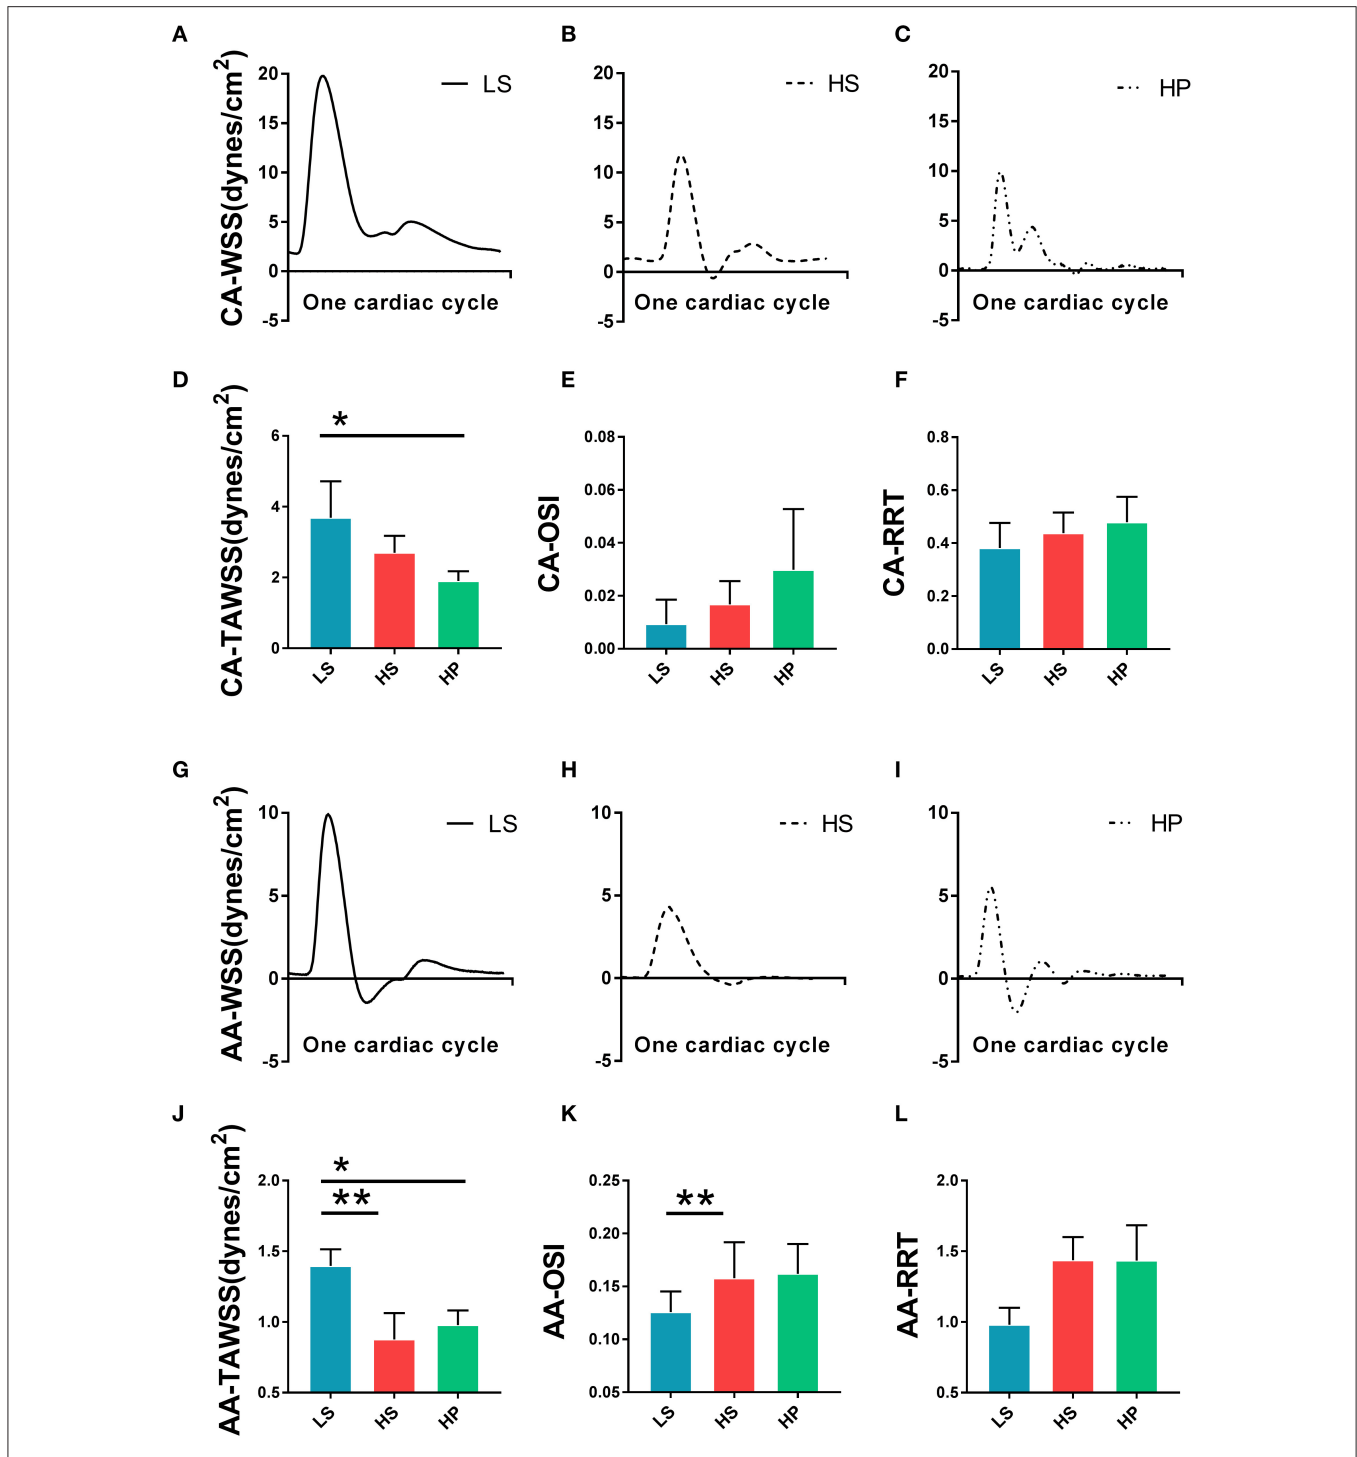 A
CA-WSS(dynes/cm²)
20
15
10
5
0
-5
LS
One cardiac cycle
B
20
15
10
5
0
-5
HS
One cardiac cycle
C
20
15
10
5
0
-5
HP
One cardiac cycle
D
CA-TAWSS(dynes/cm²)
6
4
2
0
*
LS
HS
HP
E
CA-OSI
0.08
0.06
0.04
0.02
0.00
LS
HS
HP
F
CA-RRT
0.8
0.6
0.4
0.2
0.0
LS
HS
HP
G
AA-WSS(dynes/cm²)
10
5
0
-5
LS
One cardiac cycle
H
10
5
0
-5
HS
One cardiac cycle
I
10
5
0
-5
HP
One cardiac cycle
J
AA-TAWSS(dynes/cm²)
2.0
1.5
1.0
0.5
*
**
LS
HS
HP
K
AA-OSI
0.25
0.20
0.15
0.10
0.05
**
LS
HS
HP
L
AA-RRT
2.0
1.5
1.0
0.5
LS
HS
HP